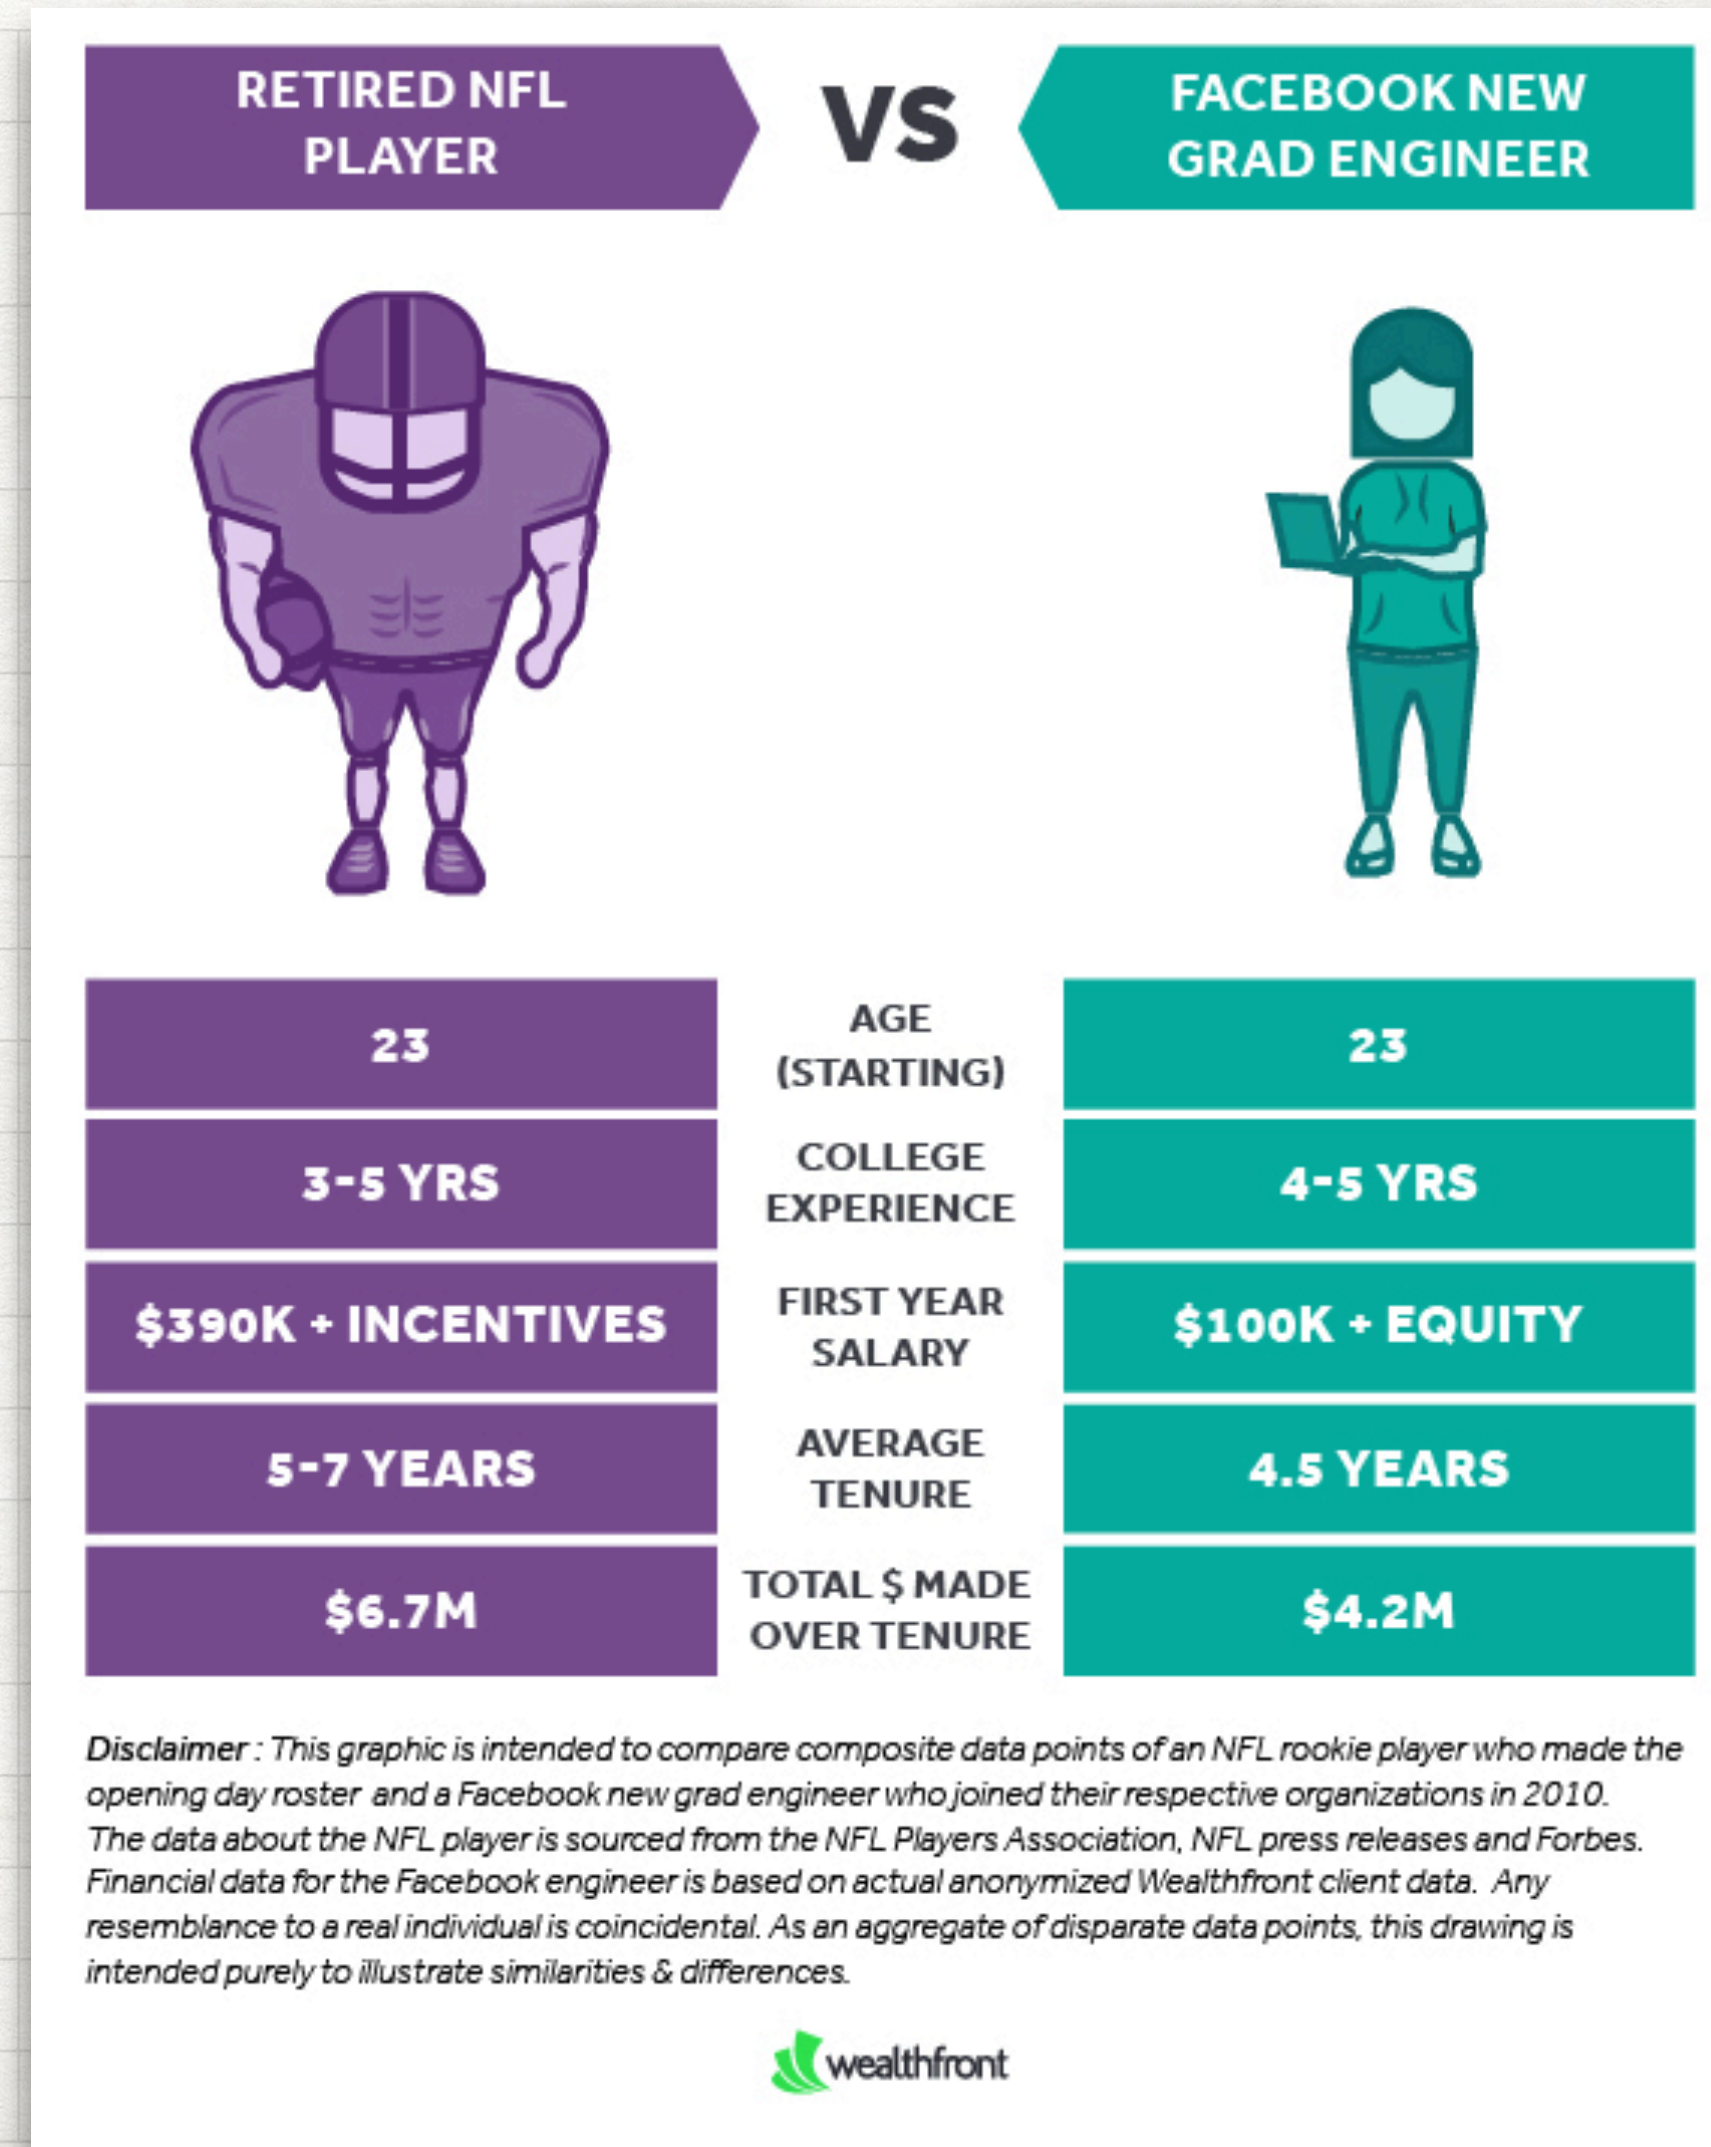 RETIRED NFL
PLAYER
VS
FACEBOOK NEW
GRAD ENGINEER
23
AGE
(STARTING)
23
3-5 YRS
COLLEGE
EXPERIENCE
4-5 YRS
$390K + INCENTIVES
FIRST YEAR
SALARY
$100K + EQUITY
5-7 YEARS
AVERAGE
TENURE
4.5 YEARS
$6.7M
TOTAL $ MADE
OVER TENURE
$4.2M
Disclaimer : This graphic is intended to compare composite data points of an NFL rookie player who made the
opening day roster and a Facebook new grad engineer who joined their respective organizations in 2010.
The data about the NFL player is sourced from the NFL Players Association, NFL press releases and Forbes.
Financial data for the Facebook engineer is based on actual anonymized Wealthfront client data. Any
resemblance to a real individual is coincidental. As an aggregate of disparate data points, this drawing is
intended purely to illustrate similarities & differences.
wealthfront